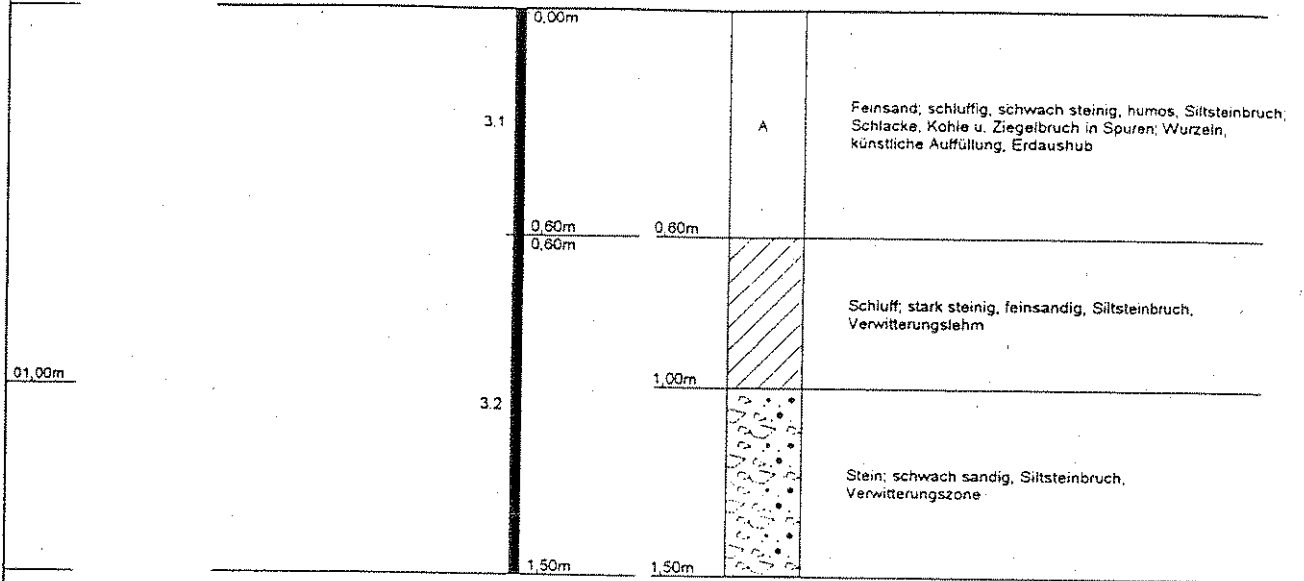 0,00m
3.1
A
Feinsand; schluffig, schwach steinig, humos, Siltsteinbruch;
Schlacke, Kohle u. Ziegelbruch in Spuren; Wurzeln,
künstliche Auffüllung, Erdaushub
0,60m
0,60m
0,60m
Schluff; stark steinig, feinsandig, Siltsteinbruch,
Verwitterungslehm
01,00m
1,00m
3.2
Stein; schwach sandig, Siltsteinbruch,
Verwitterungszone
1,50m
1,50m